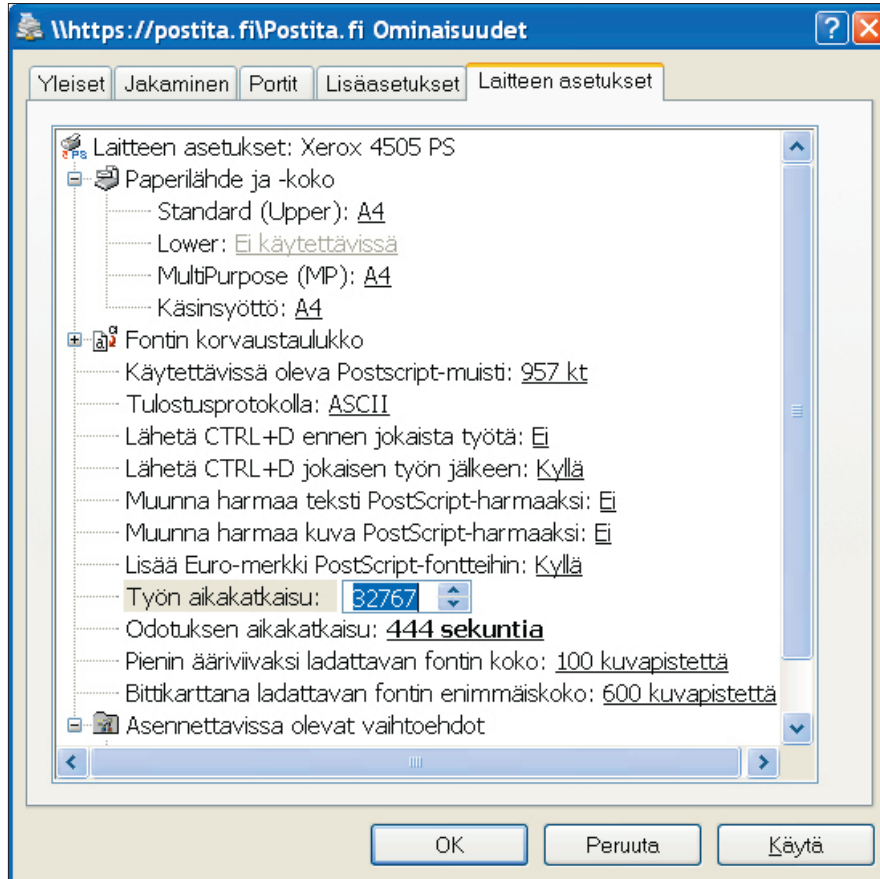 \\https://postita.fi\Postita.fi Ominaisuudet
Yleiset Jakaminen Portit Lisäasetukset Laitteen asetukset
Laitteen asetukset: Xerox 4505 PS
Paperilähde ja -koko
Standard (Upper): A4
Lower: Ei käytettävissä
MultiPurpose (MP): A4
Käsinsyöttö: A4
Fontin korvaustaulukko
Käytettävissä oleva Postscript-muisti: 957 kt
Tulostusprotokolla: ASCII
Lähetä CTRL+D ennen jokaista työtä: Ei
Lähetä CTRL+D jokaisen työn jälkeen: Kyllä
Muunna harmaa teksti PostScript-harmaaksi: Ei
Muunna harmaa kuva PostScript-harmaaksi: Ei
Lisää Euro-merkki PostScript-fontteihin: Kyllä
Työn aikakatkaisu: 32767
Odotuksen aikakatkaisu: 444 sekuntia
Pienin ääriviivaksi ladattavan fontin koko: 100 kuvapistettä
Bittikarttana ladattavan fontin enimmäiskoko: 600 kuvapistettä
Asennettavissa olevat vaihtoehdot
OK Peruuta Käytä